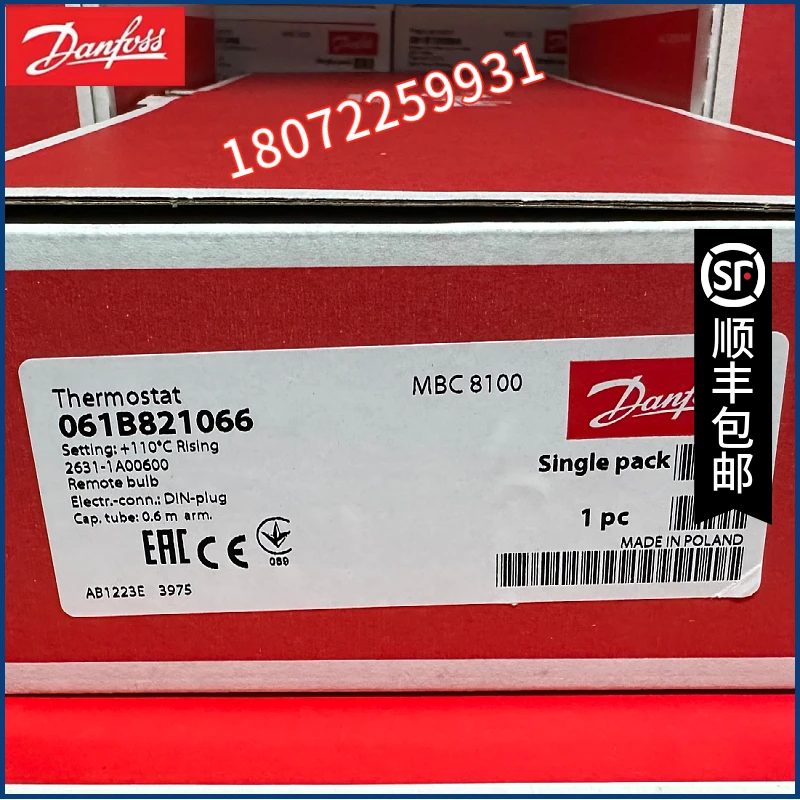 Danfoss
18072259931
SF
顺丰包邮
Thermostat
061B821066
Setting: +110°C Rising
2631-1A00600
Remote bulb
Electr.-conn.: DIN-plug
Cap. tube: 0.6 m arm.
EAC CE
089
AB1223E 3975
MBC 8100
Danf
Single pack
1 pc
MADE IN POLAND